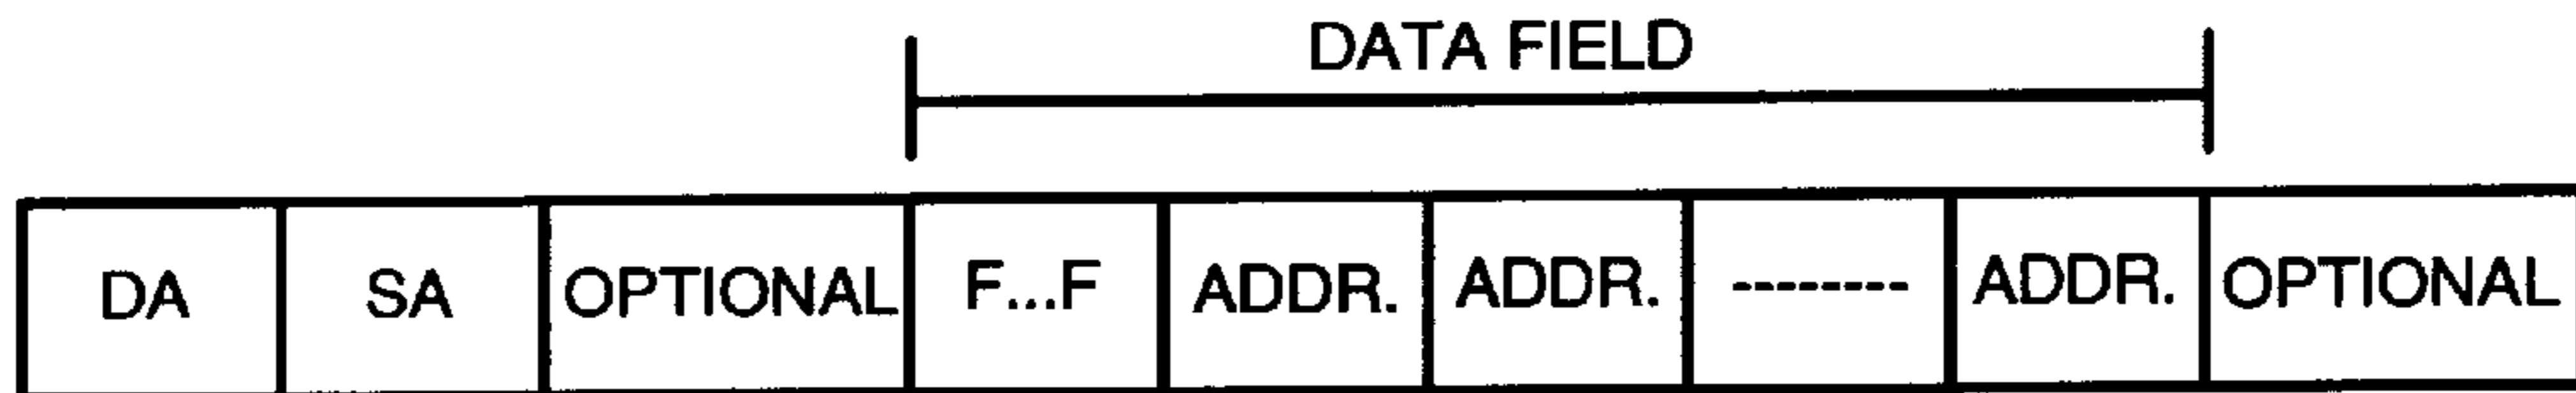 DATA FIELD
DA SA OPTIONAL F...F ADDR. ADDR. -------- ADDR. OPTIONAL